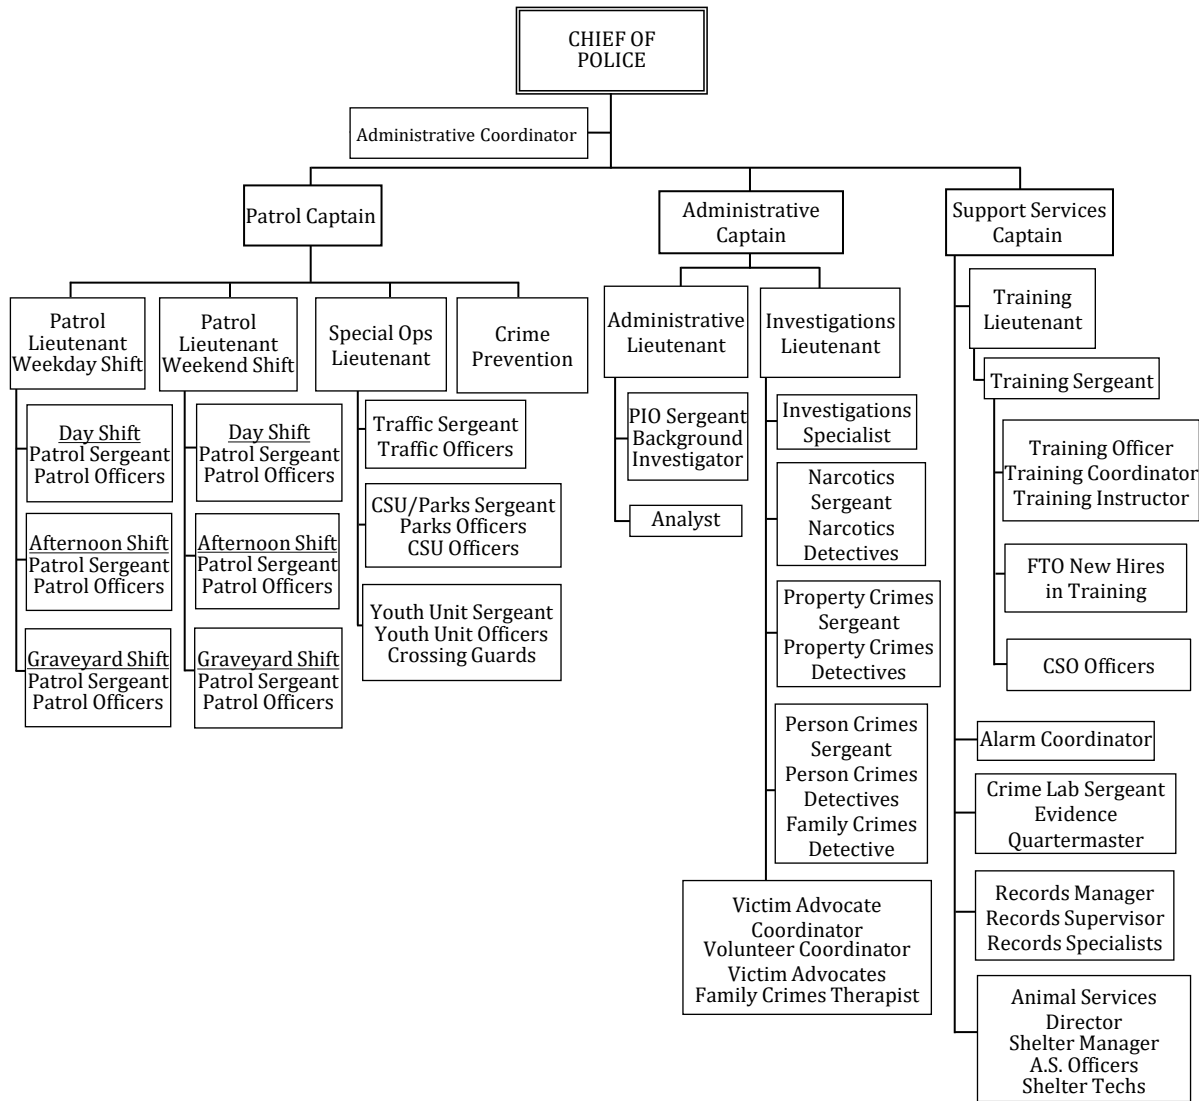 CHIEF OF
POLICE
Administrative Coordinator
Patrol Captain
Administrative
Captain
Support Services
Captain
Patrol
Lieutenant
Weekday Shift
Patrol
Lieutenant
Weekend Shift
Special Ops
Lieutenant
Crime
Prevention
Administrative
Lieutenant
Investigations
Lieutenant
Training
Lieutenant
Training Sergeant
Day Shift
Patrol Sergeant
Patrol Officers
Afternoon Shift
Patrol Sergeant
Patrol Officers
Graveyard Shift
Patrol Sergeant
Patrol Officers
Day Shift
Patrol Sergeant
Patrol Officers
Afternoon Shift
Patrol Sergeant
Patrol Officers
Graveyard Shift
Patrol Sergeant
Patrol Officers
Traffic Sergeant
Traffic Officers
CSU/Parks Sergeant
Parks Officers
CSU Officers
Youth Unit Sergeant
Youth Unit Officers
Crossing Guards
PIO Sergeant
Background
Investigator
Analyst
Investigations
Specialist
Narcotics
Sergeant
Narcotics
Detectives
Property Crimes
Sergeant
Property Crimes
Detectives
Person Crimes
Sergeant
Person Crimes
Detectives
Family Crimes
Detective
Victim Advocate
Coordinator
Volunteer Coordinator
Victim Advocates
Family Crimes Therapist
Training Officer
Training Coordinator
Training Instructor
FTO New Hires
in Training
CSO Officers
Alarm Coordinator
Crime Lab Sergeant
Evidence
Quartermaster
Records Manager
Records Supervisor
Records Specialists
Animal Services
Director
Shelter Manager
A.S. Officers
Shelter Techs